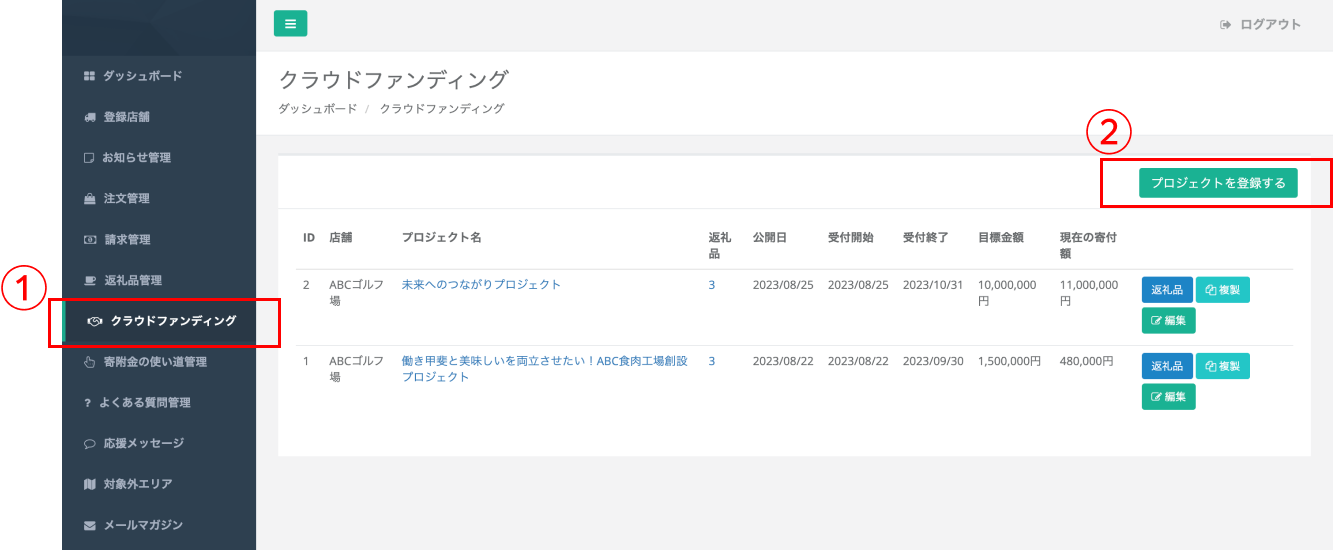 ログアウト
クラウドファンディング
ダッシュボード / クラウドファンディング
ダッシュボード
登録店舗
お知らせ管理
注文管理
請求管理
返礼品管理
①
クラウドファンディング
寄附金の使い道管理
? よくある質問管理
応援メッセージ
対象外エリア
メールマガジン
②
プロジェクトを登録する
ID 店舗 プロジェクト名 返礼品 公開日 受付開始 受付終了 目標金額 現在の寄付額
2 ABCゴルフ場 未来へのつながりプロジェクト 3 2023/08/25 2023/08/25 2023/10/31 10,000,000円 11,000,000円
返礼品 複製
編集
1 ABCゴルフ場 働き甲斐と美味しいを両立させたい！ABC食肉工場創設プロジェクト 3 2023/08/22 2023/08/22 2023/09/30 1,500,000円 480,000円
返礼品 複製
編集